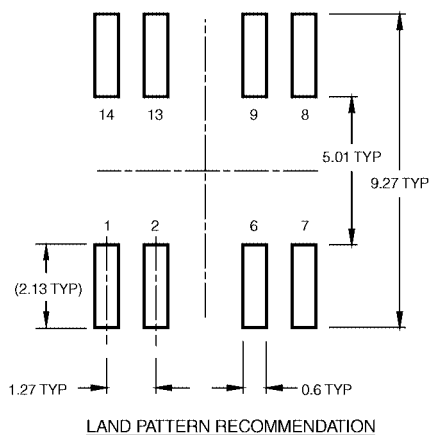 14 13 9 8
5.01 TYP
9.27 TYP
1 2 6 7
(2.13 TYP)
1.27 TYP
0.6 TYP
LAND PATTERN RECOMMENDATION